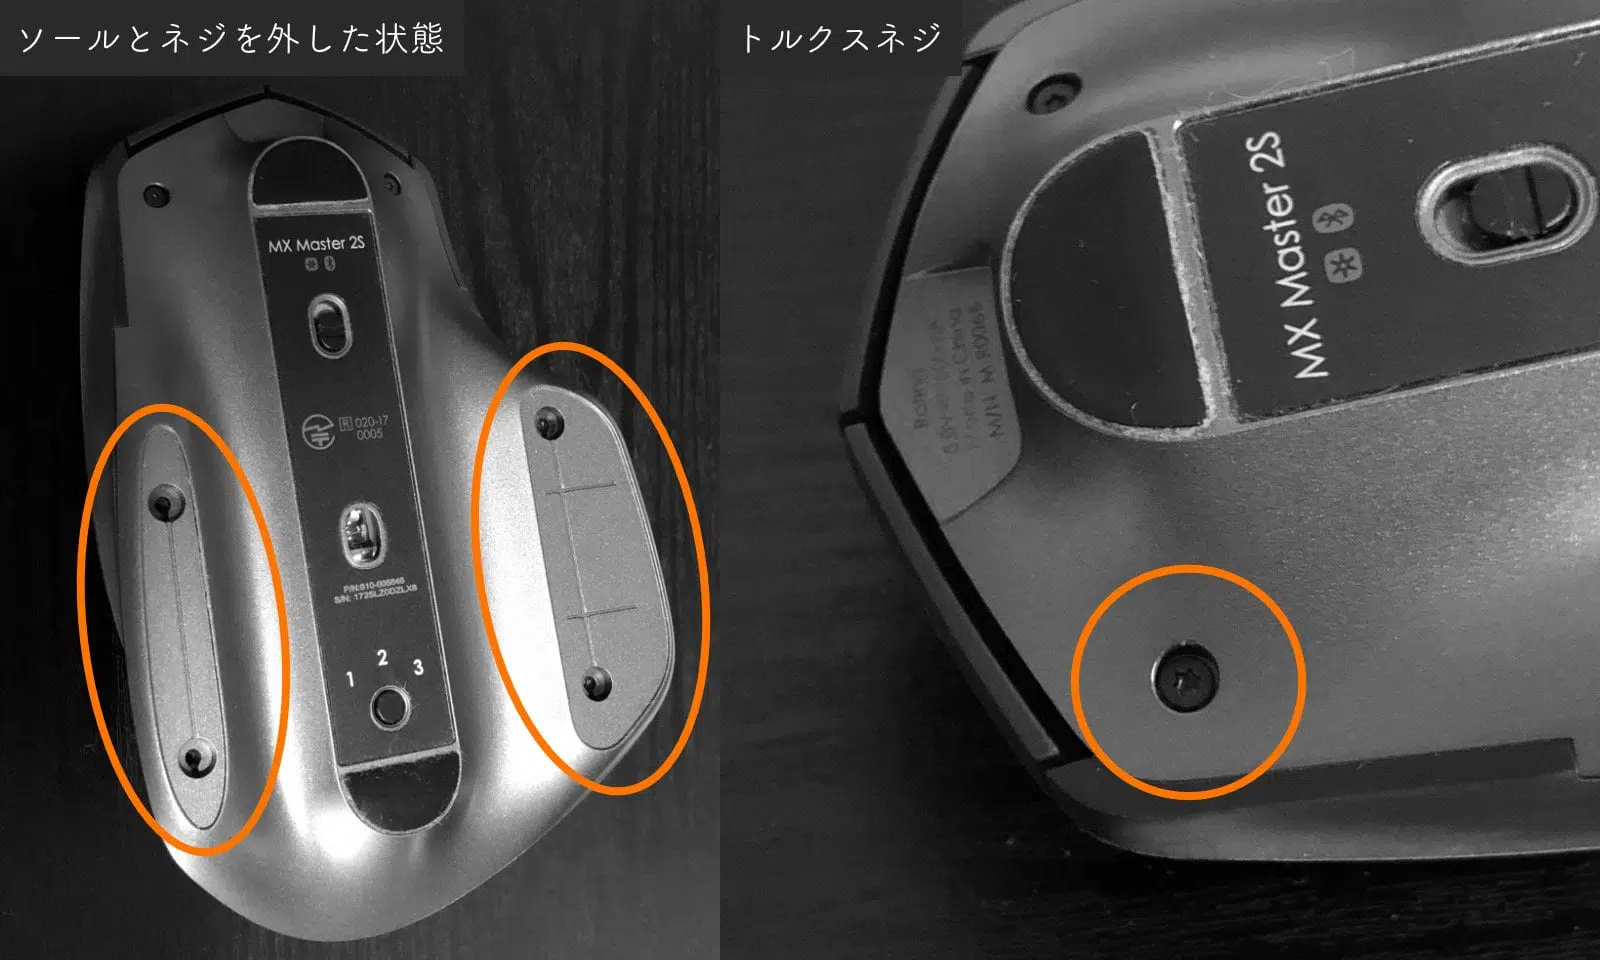 ソールとネジを外した状態
MX Master 2S
R 020-17
0005
P/N:810-005648
S/N: 1725LZ0DZLX8
1 2 3
トルクスネジ
MX Master 2S
Made in China
M/N: M-R0066